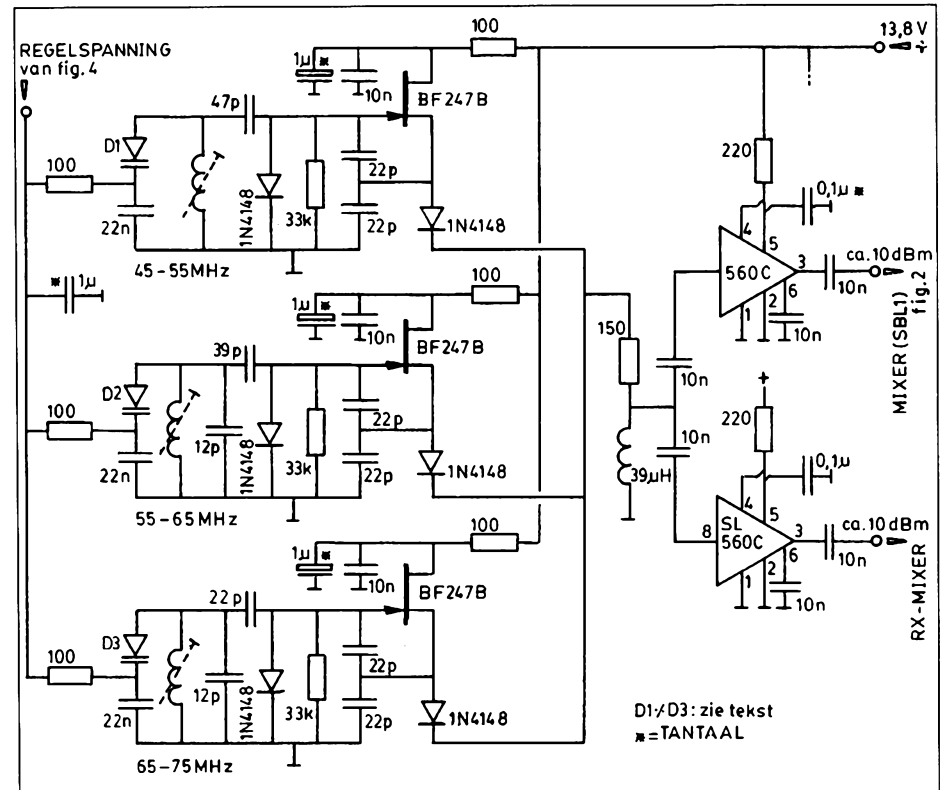 REGELSPANNING
van fig. 4
100
13,8 V
÷
1µ *
10n
BF247B
47p
D1
100
22n
1N4148
33k
22p
22p
1N4148
45-55MHz
* 1µ
220
0,1µ *
4
5
560C
3
6
1
2
10n
10n
ca. 10 dBm
MIXER (SBL1)
fig. 2
100
1µ *
10n
BF247B
39p
D2
100
22n
12p
1N4148
33k
22p
22p
1N4148
55-65MHz
150
10n
10n
39µH
+
220
0,1µ
4
5
8
SL
560C
3
6
1
2
10n
10n
ca. 10 dBm
RX-MIXER
100
1µ *
10n
BF247B
22p
D3
100
22n
12p
1N4148
33k
22p
22p
1N4148
65-75MHz
D1⁒D3: zie tekst
*=TANTAAL